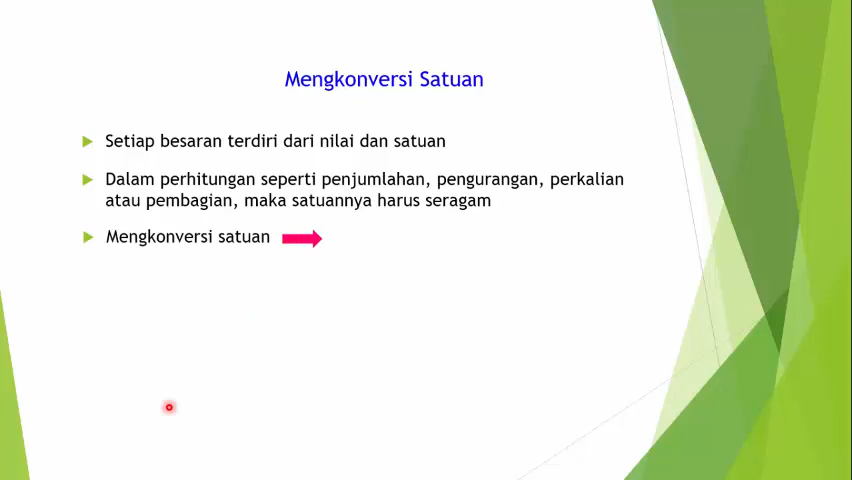 Mengkonversi Satuan
Setiap besaran terdiri dari nilai dan satuan
Dalam perhitungan seperti penjumlahan, pengurangan, perkalian
atau pembagian, maka satuannya harus seragam
Mengkonversi satuan